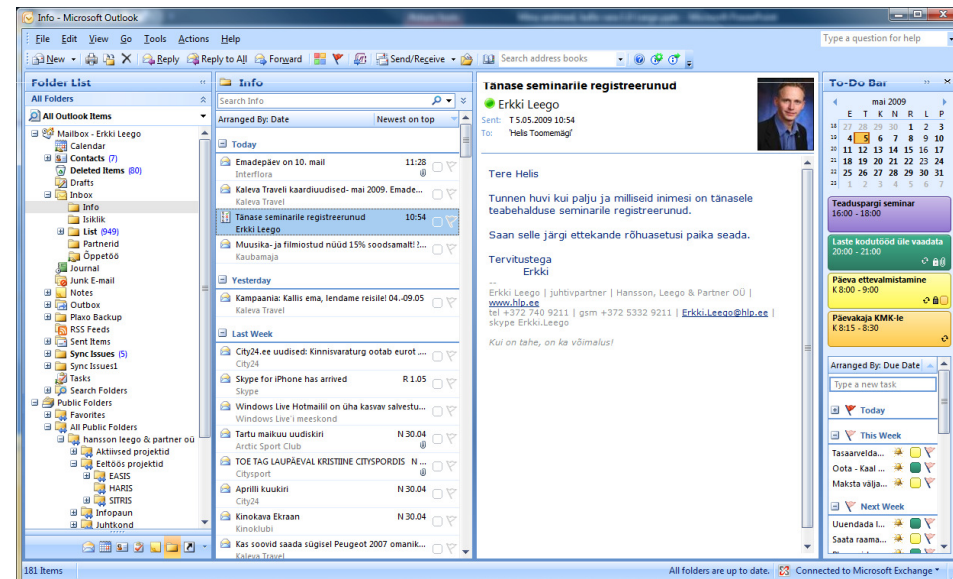 Info - Microsoft Outlook
File Edit View Go Tools Actions Help
Type a question for help
New Reply Reply to All Forward Send/Receive Search address books
Folder List
All Folders
All Outlook Items
Mailbox - Erkki Leego
Calendar
Contacts (7)
Deleted Items (80)
Drafts
Inbox
Info
Isiklik
List (949)
Partnerid
Õppetöö
Journal
Junk E-mail
Notes
Outbox
Plaxo Backup
RSS Feeds
Sent Items
Sync Issues (5)
Sync Issues1
Tasks
Search Folders
Public Folders
Favorites
All Public Folders
hansson leego & partner oü
Aktiivsed projektid
Eeltöös projektid
EASIS
HARIS
SITRIS
Infopaun
Juhtkond
Info
Search Info
Arranged By: Date Newest on top
Today
Emadepäev on 10. mail 11:28
Interflora
Kaleva Traveli kaardiuudised- mai 2009. Emade...
Kaleva Travel
Tänase seminarile registreerunud 10:54
Erkki Leego
Muusika- ja filmiostud nüüd 15% soodsamalt! ?...
Kaubamaja
Yesterday
Kampaania: Kallis ema, lendame reisile! 04.-09.05
Kaleva Travel
Last Week
City24.ee uudised: Kinnisvaraturg ootab eurot ...
City24
Skype for iPhone has arrived R 1.05
Skype
Windows Live Hotmailil on üha kasvav salvestu...
Windows Live'i meeskond
Tartu maikuu uudiskiri N 30.04
Arctic Sport Club
TOE TAG LAUPÄEVAL KRISTIINE CITYSPORDIS N ...
Citysport
Aprilli kuukiri N 30.04
City24
Kinokava Ekraan N 30.04
Kinoklubi
Kas soovid saada sügisel Peugeot 2007 omanik...
Kaleva Travel
Tänase seminarile registreerunud
Erkki Leego
Sent: T 5.05.2009 10:54
To: 'Helis Toomemägi'
Tere Helis
Tunnen huvi kui palju ja milliseid inimesi on tänasele
teabehalduse seminarile registreerunud.
Saan selle järgi ettekande rõhuasetusi paika seada.
Tervitustega
Erkki
--
Erkki Leego | juhtivpartner | Hansson, Leego & Partner OÜ |
www.hlp.ee
tel +372 740 9211 | gsm +372 5332 9211 | Erkki.Leego@hlp.ee |
skype Erkki.Leego
Kui on tahe, on ka võimalus!
To-Do Bar
mai 2009
E T K N R L P
18 27 28 29 30 1 2 3
19 4 5 6 7 8 9 10
20 11 12 13 14 15 16 17
21 18 19 20 21 22 23 24
22 25 26 27 28 29 30 31
23 1 2 3 4 5 6 7
Teaduspargi seminar
16:00 - 18:00
Laste kodutööd üle vaadata
20:00 - 21:00
Päeva ettevalmistamine
K 8:00 - 9:00
Päevakaja KMK-le
K 8:15 - 8:30
Arranged By: Due Date
Type a new task
Today
This Week
Tasaarvelda...
Oota - Kaal ...
Maksta välja...
Next Week
Uuendada l...
Saata raama...
181 Items
All folders are up to date. Connected to Microsoft Exchange